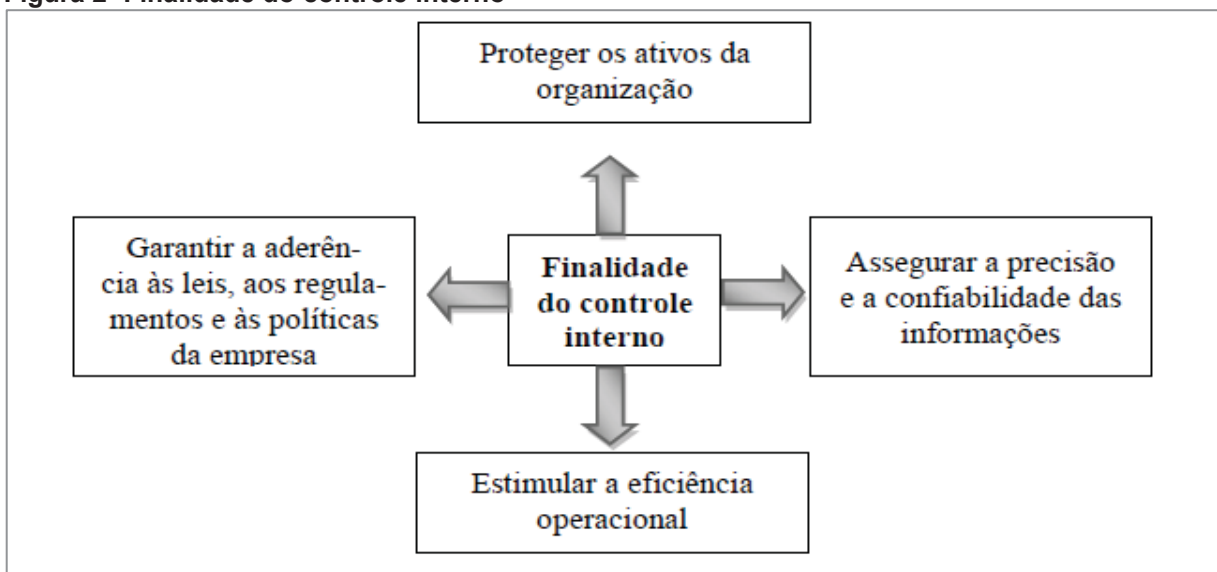 Figura 2- Finalidade do controle interno
Proteger os ativos da
organização
Garantir a aderên-
cia às leis, aos regula-
mentos e às políticas
da empresa
Finalidade
do controle
interno
Assegurar a precisão
e a confiabilidade das
informações
Estimular a eficiência
operacional